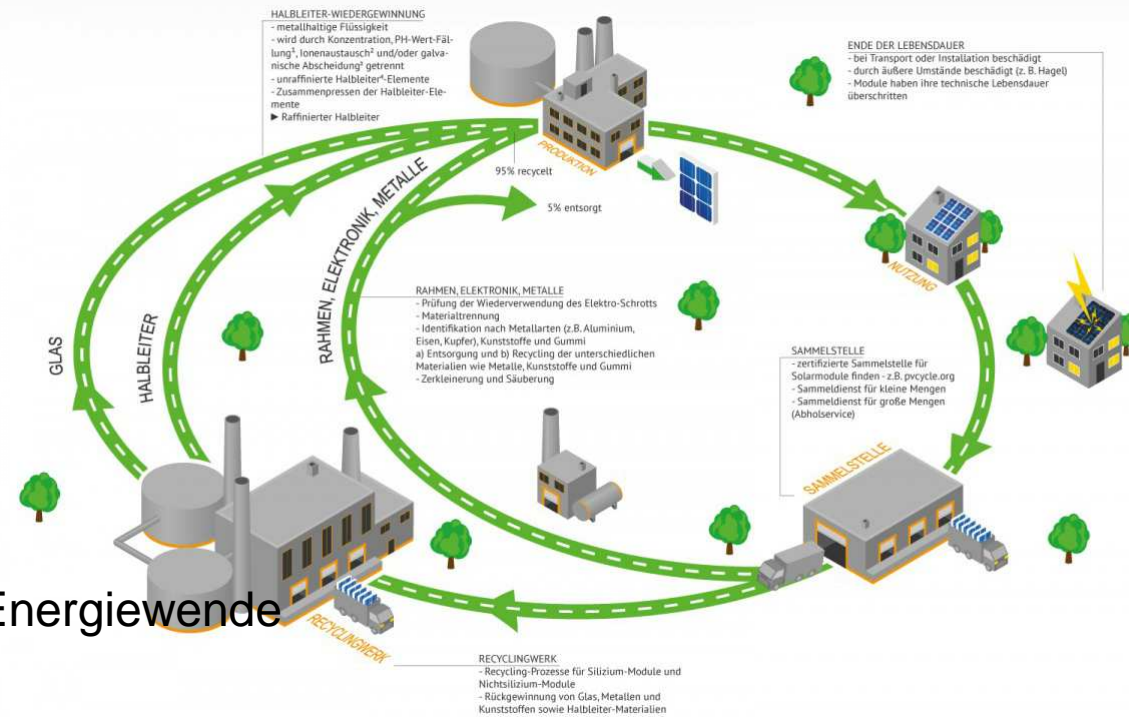 HALBLEITER-WIEDERGEWINNUNG
- metallhaltige Flüssigkeit
- wird durch Konzentration, PH-Wert-Fäl-
lung¹, Ionenaustausch² und/oder galva-
nische Abscheidung³ getrennt
- unraffinierte Halbleiter⁴-Elemente
- Zusammenpressen der Halbleiter-Ele-
mente
► Raffinierter Halbleiter
ENDE DER LEBENSDAUER
- bei Transport oder Installation beschädigt
- durch äußere Umstände beschädigt (z. B. Hagel)
- Module haben ihre technische Lebensdauer
überschritten
PRODUKTION
95% recycelt
5% entsorgt
NUTZUNG
GLAS
HALBLEITER
RAHMEN, ELEKTRONIK, METALLE
RAHMEN, ELEKTRONIK, METALLE
- Prüfung der Wiederverwendung des Elektro-Schrotts
- Materialtrennung
- Identifikation nach Metallarten (z.B. Aluminium,
Eisen, Kupfer), Kunststoffe und Gummi
a) Entsorgung und b) Recycling der unterschiedlichen
Materialien wie Metalle, Kunststoffe und Gummi
- Zerkleinerung und Säuberung
SAMMELSTELLE
- zertifizierte Sammelstelle für
Solarmodule finden - z.B. pvcycle.org
- Sammeldienst für kleine Mengen
- Sammeldienst für große Mengen
(Abholservice)
SAMMELSTELLE
Energiewende
RECYCLINGWERK
RECYCLINGWERK
- Recycling-Prozesse für Silizium-Module und
Nichtsilizium-Module
- Rückgewinnung von Glas, Metallen und
Kunststoffen sowie Halbleiter-Materialien